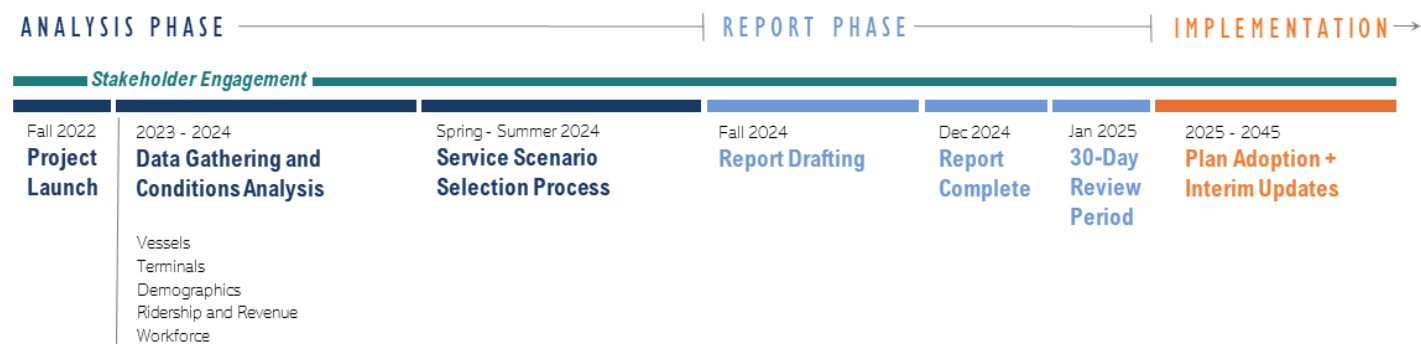 ANALYSIS PHASE
REPORT PHASE
IMPLEMENTATION
Stakeholder Engagement
Fall 2022
Project
Launch
2023 - 2024
Data Gathering and
Conditions Analysis
Vessels
Terminals
Demographics
Ridership and Revenue
Workforce
Spring - Summer 2024
Service Scenario
Selection Process
Fall 2024
Report Drafting
Dec 2024
Report
Complete
Jan 2025
30-Day
Review
Period
2025 - 2045
Plan Adoption +
Interim Updates